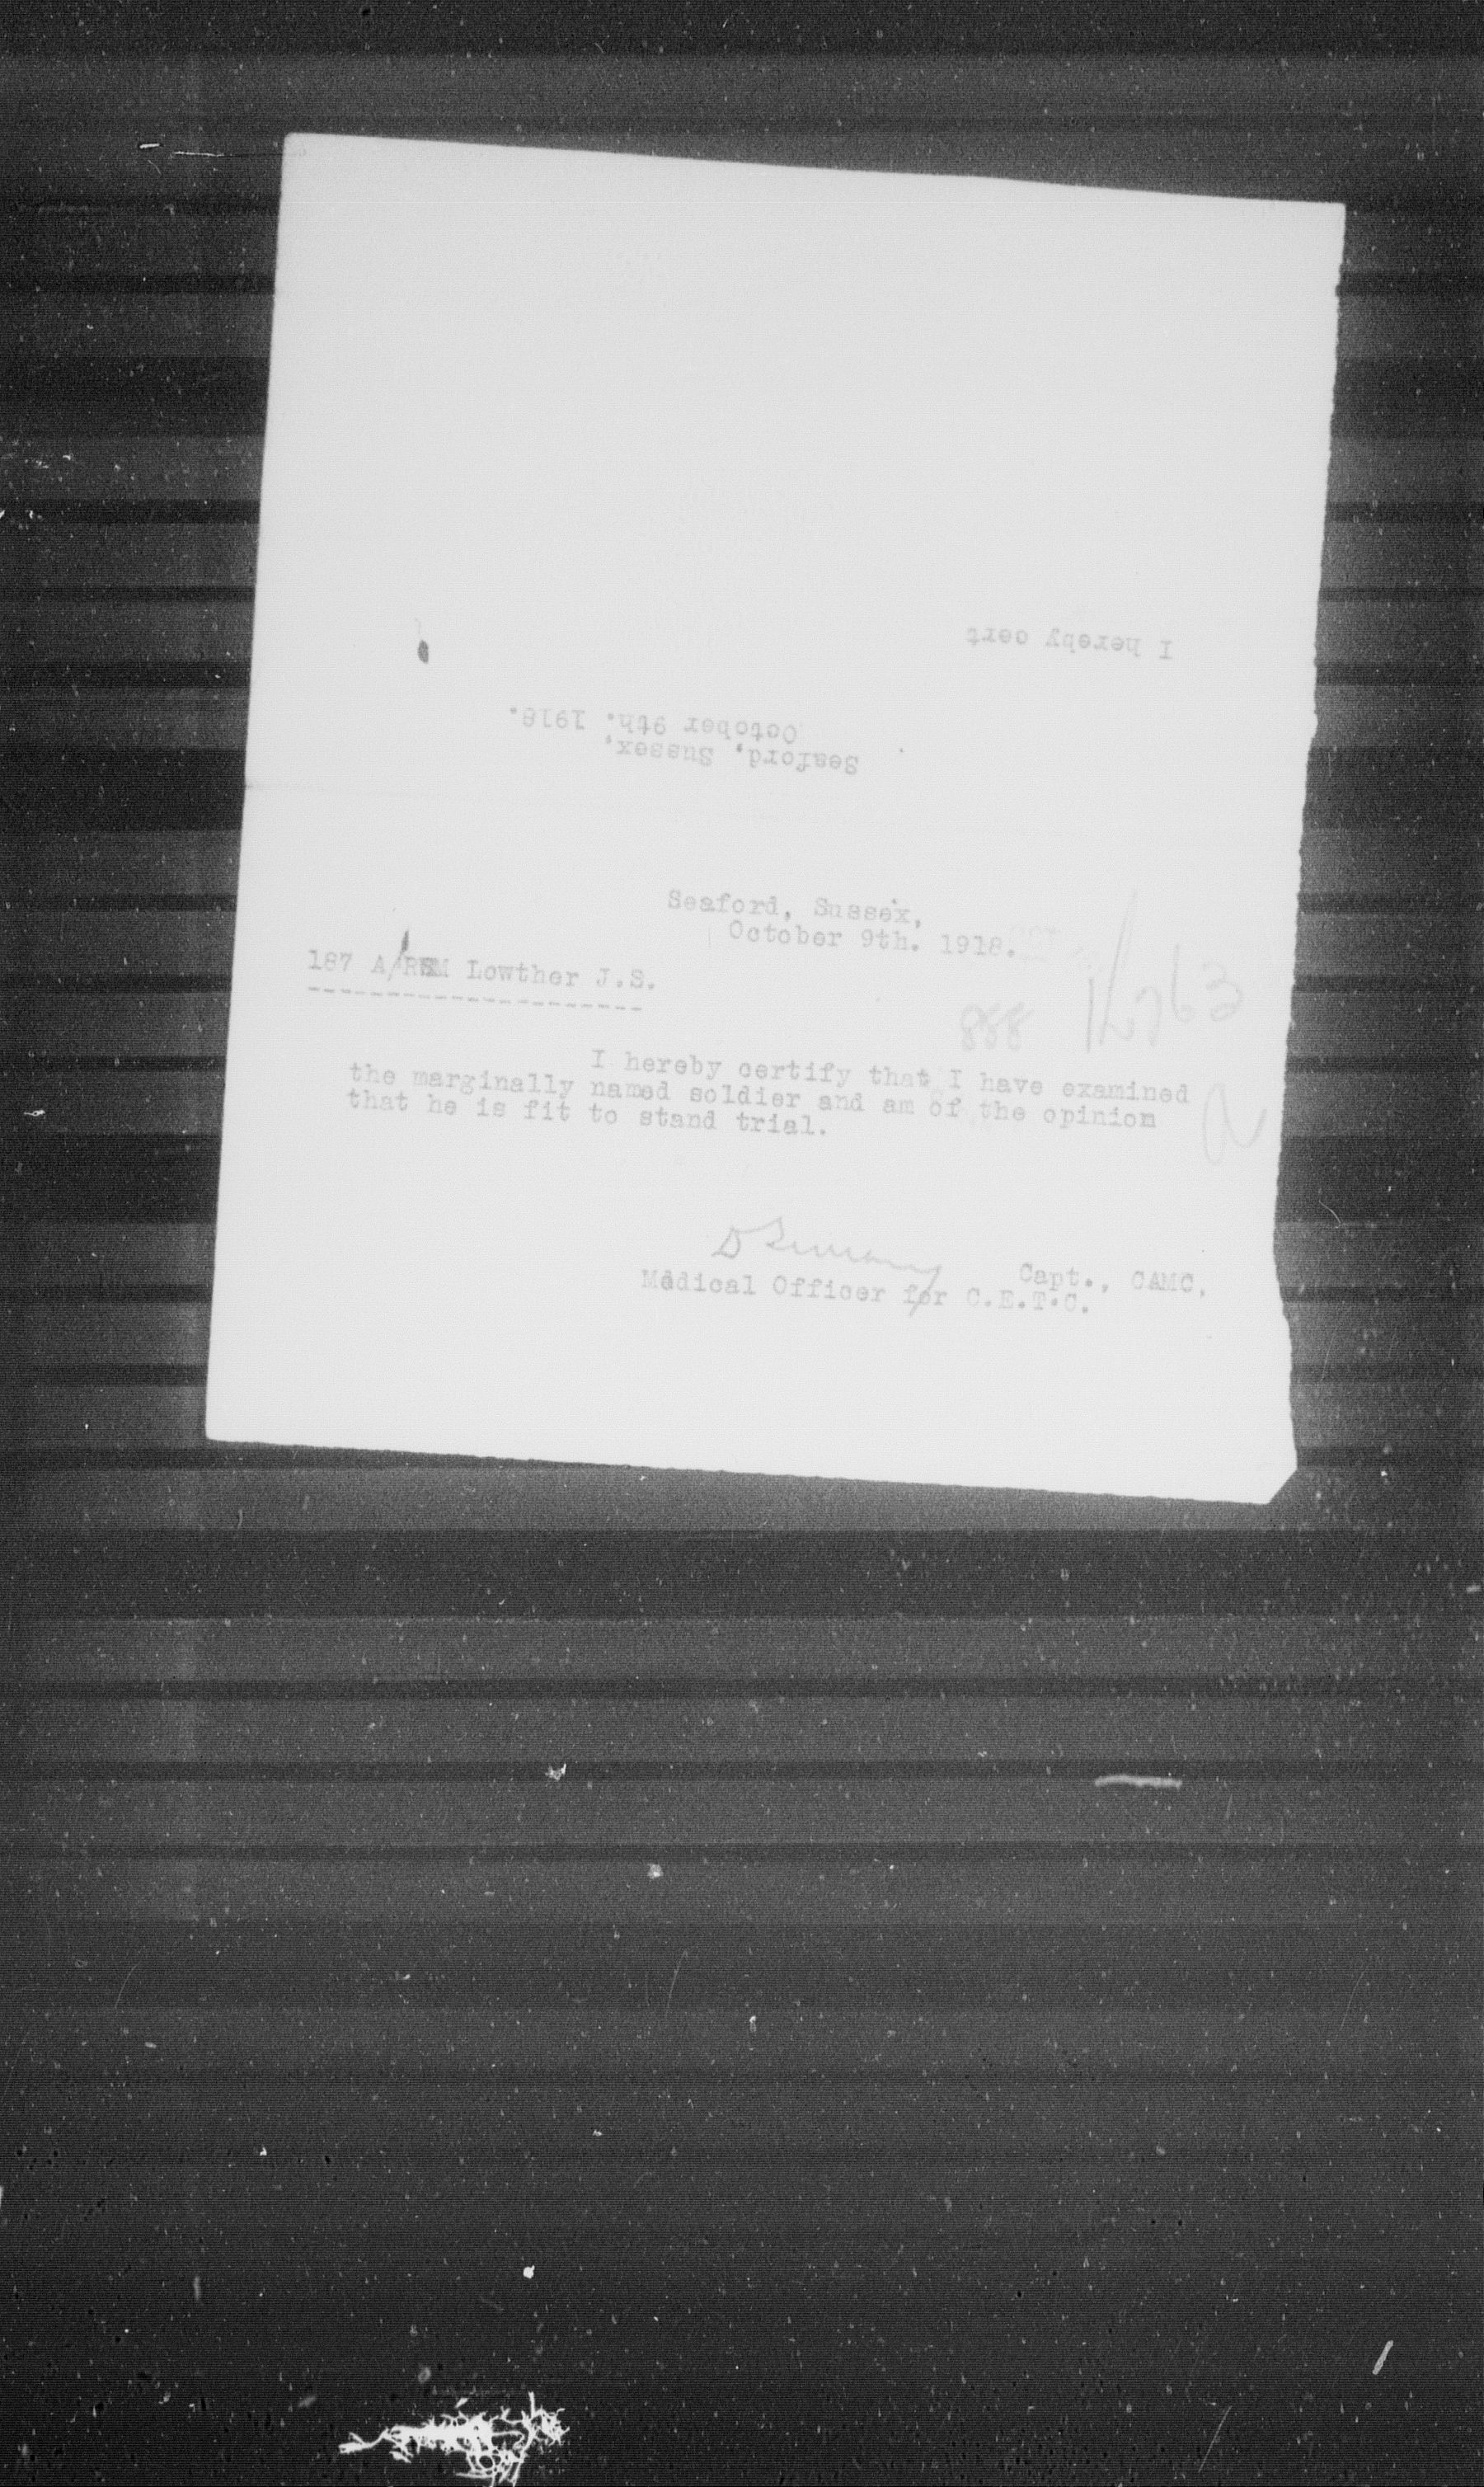 I hereby cert
October 9th. 1918.
Seaford, Sussex,
Seaford, Sussex,
October 9th. 1918.
187 A/RSM Lowther J.S.
888
I hereby certify that I have examined
the marginally named soldier and am of the opinion
that he is fit to stand trial.
Capt., CAMC,
Medical Officer for C.E.T.C.